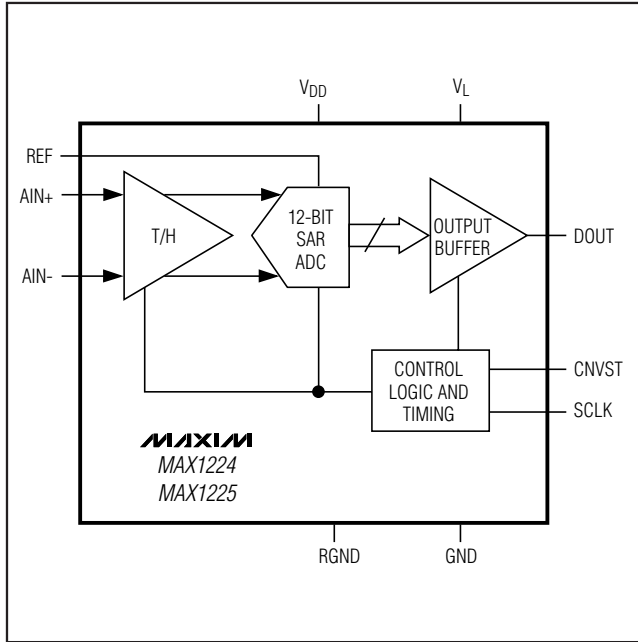 V_DD
V_L
REF
AIN+
AIN-
T/H
12-BIT
SAR
ADC
OUTPUT
BUFFER
DOUT
CONTROL
LOGIC AND
TIMING
CNVST
SCLK
MAXIM
MAX1224
MAX1225
RGND
GND